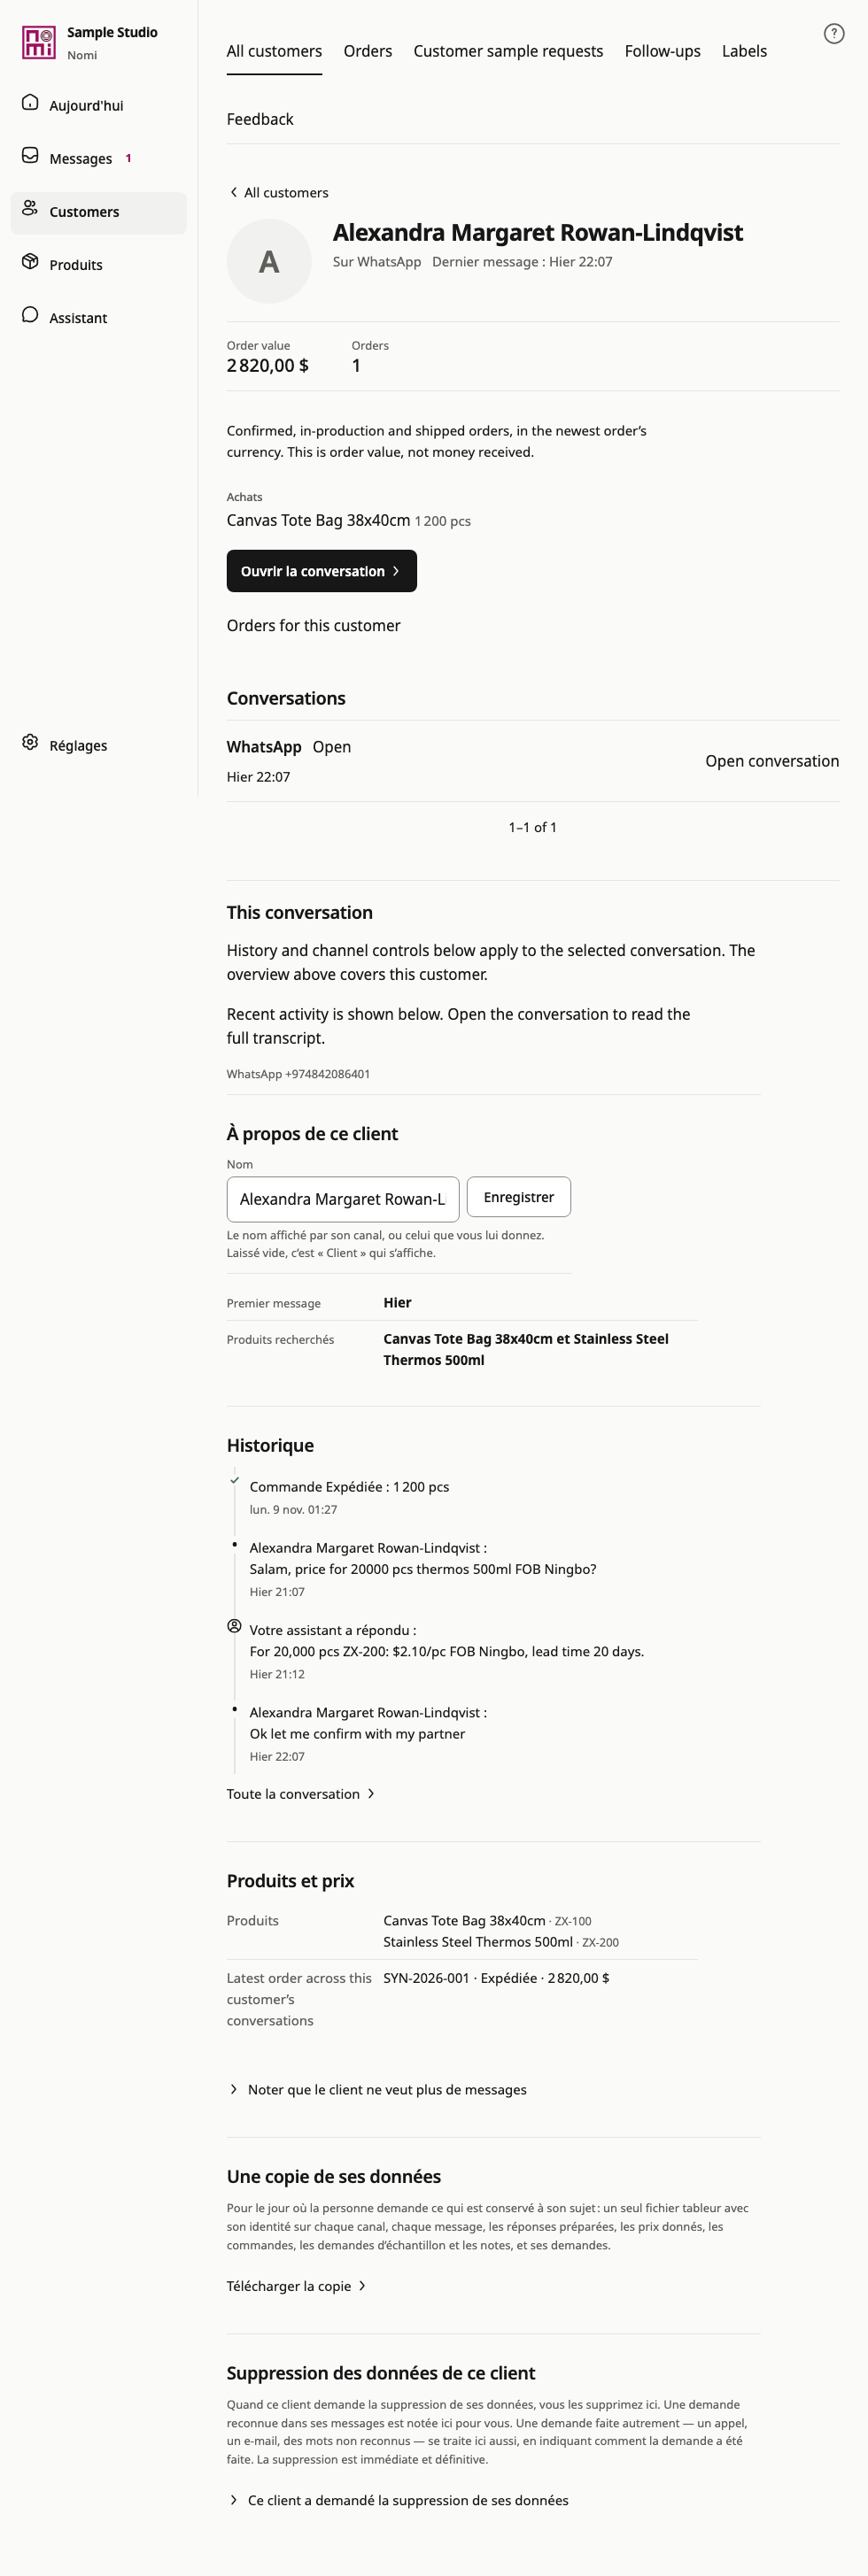 nomi
Sample Studio
Nomi
Aujourd'hui
Messages 1
Customers
Produits
Assistant
Réglages
All customers Orders Customer sample requests Follow-ups Labels
?
Feedback
All customers
A
Alexandra Margaret Rowan-Lindqvist
Sur WhatsApp Dernier message : Hier 22:07
Order value Orders
2 820,00 $ 1
Confirmed, in-production and shipped orders, in the newest order’s
currency. This is order value, not money received.
Achats
Canvas Tote Bag 38x40cm 1 200 pcs
Ouvrir la conversation
Orders for this customer
Conversations
WhatsApp Open
Hier 22:07
Open conversation
1–1 of 1
This conversation
History and channel controls below apply to the selected conversation. The
overview above covers this customer.
Recent activity is shown below. Open the conversation to read the
full transcript.
WhatsApp +974842086401
À propos de ce client
Nom
Alexandra Margaret Rowan-L
Enregistrer
Le nom affiché par son canal, ou celui que vous lui donnez.
Laissé vide, c’est « Client » qui s’affiche.
Premier message Hier
Produits recherchés Canvas Tote Bag 38x40cm et Stainless Steel
Thermos 500ml
Historique
Commande Expédiée : 1 200 pcs
lun. 9 nov. 01:27
Alexandra Margaret Rowan-Lindqvist :
Salam, price for 20000 pcs thermos 500ml FOB Ningbo?
Hier 21:07
Votre assistant a répondu :
For 20,000 pcs ZX-200: $2.10/pc FOB Ningbo, lead time 20 days.
Hier 21:12
Alexandra Margaret Rowan-Lindqvist :
Ok let me confirm with my partner
Hier 22:07
Toute la conversation
Produits et prix
Produits Canvas Tote Bag 38x40cm · ZX-100
Stainless Steel Thermos 500ml · ZX-200
Latest order across this SYN-2026-001 · Expédiée · 2 820,00 $
customer’s
conversations
Noter que le client ne veut plus de messages
Une copie de ses données
Pour le jour où la personne demande ce qui est conservé à son sujet : un seul fichier tableur avec
son identité sur chaque canal, chaque message, les réponses préparées, les prix donnés, les
commandes, les demandes d’échantillon et les notes, et ses demandes.
Télécharger la copie
Suppression des données de ce client
Quand ce client demande la suppression de ses données, vous les supprimez ici. Une demande
reconnue dans ses messages est notée ici pour vous. Une demande faite autrement — un appel,
un e-mail, des mots non reconnus — se traite ici aussi, en indiquant comment la demande a été
faite. La suppression est immédiate et définitive.
Ce client a demandé la suppression de ses données